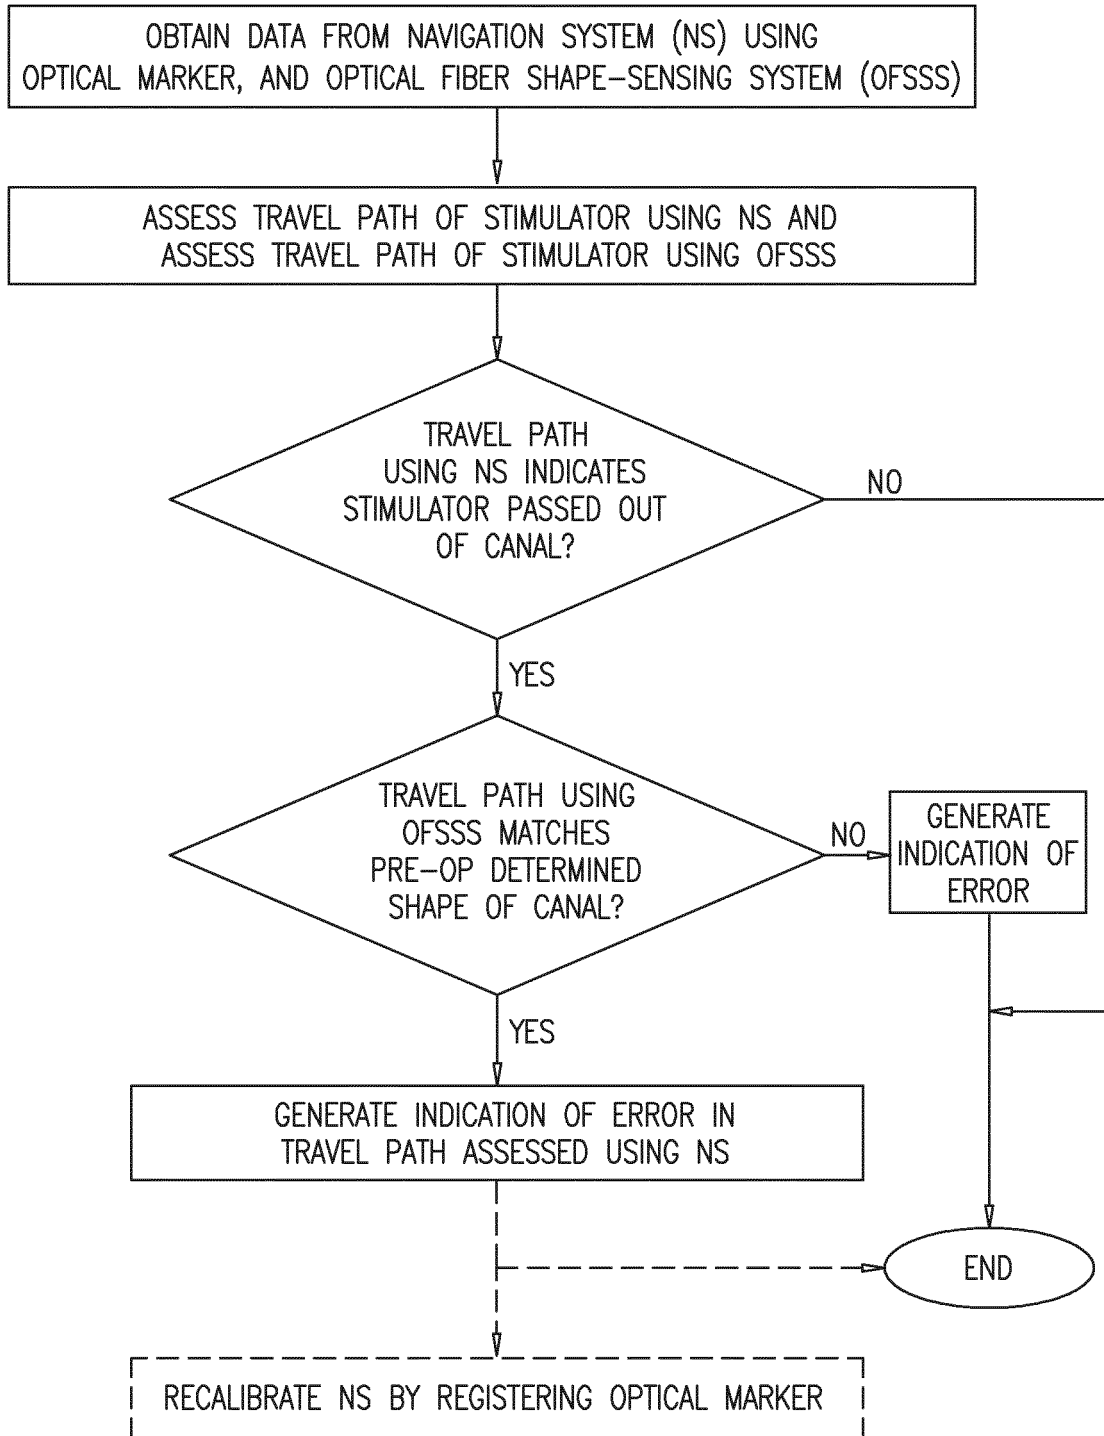 OBTAIN DATA FROM NAVIGATION SYSTEM (NS) USING
OPTICAL MARKER, AND OPTICAL FIBER SHAPE-SENSING SYSTEM (OFSSS)
ASSESS TRAVEL PATH OF STIMULATOR USING NS AND
ASSESS TRAVEL PATH OF STIMULATOR USING OFSSS
TRAVEL PATH
USING NS INDICATES
STIMULATOR PASSED OUT
OF CANAL?
NO
YES
TRAVEL PATH USING
OFSSS MATCHES
PRE-OP DETERMINED
SHAPE OF CANAL?
NO
GENERATE
INDICATION OF
ERROR
YES
GENERATE INDICATION OF ERROR IN
TRAVEL PATH ASSESSED USING NS
END
RECALIBRATE NS BY REGISTERING OPTICAL MARKER